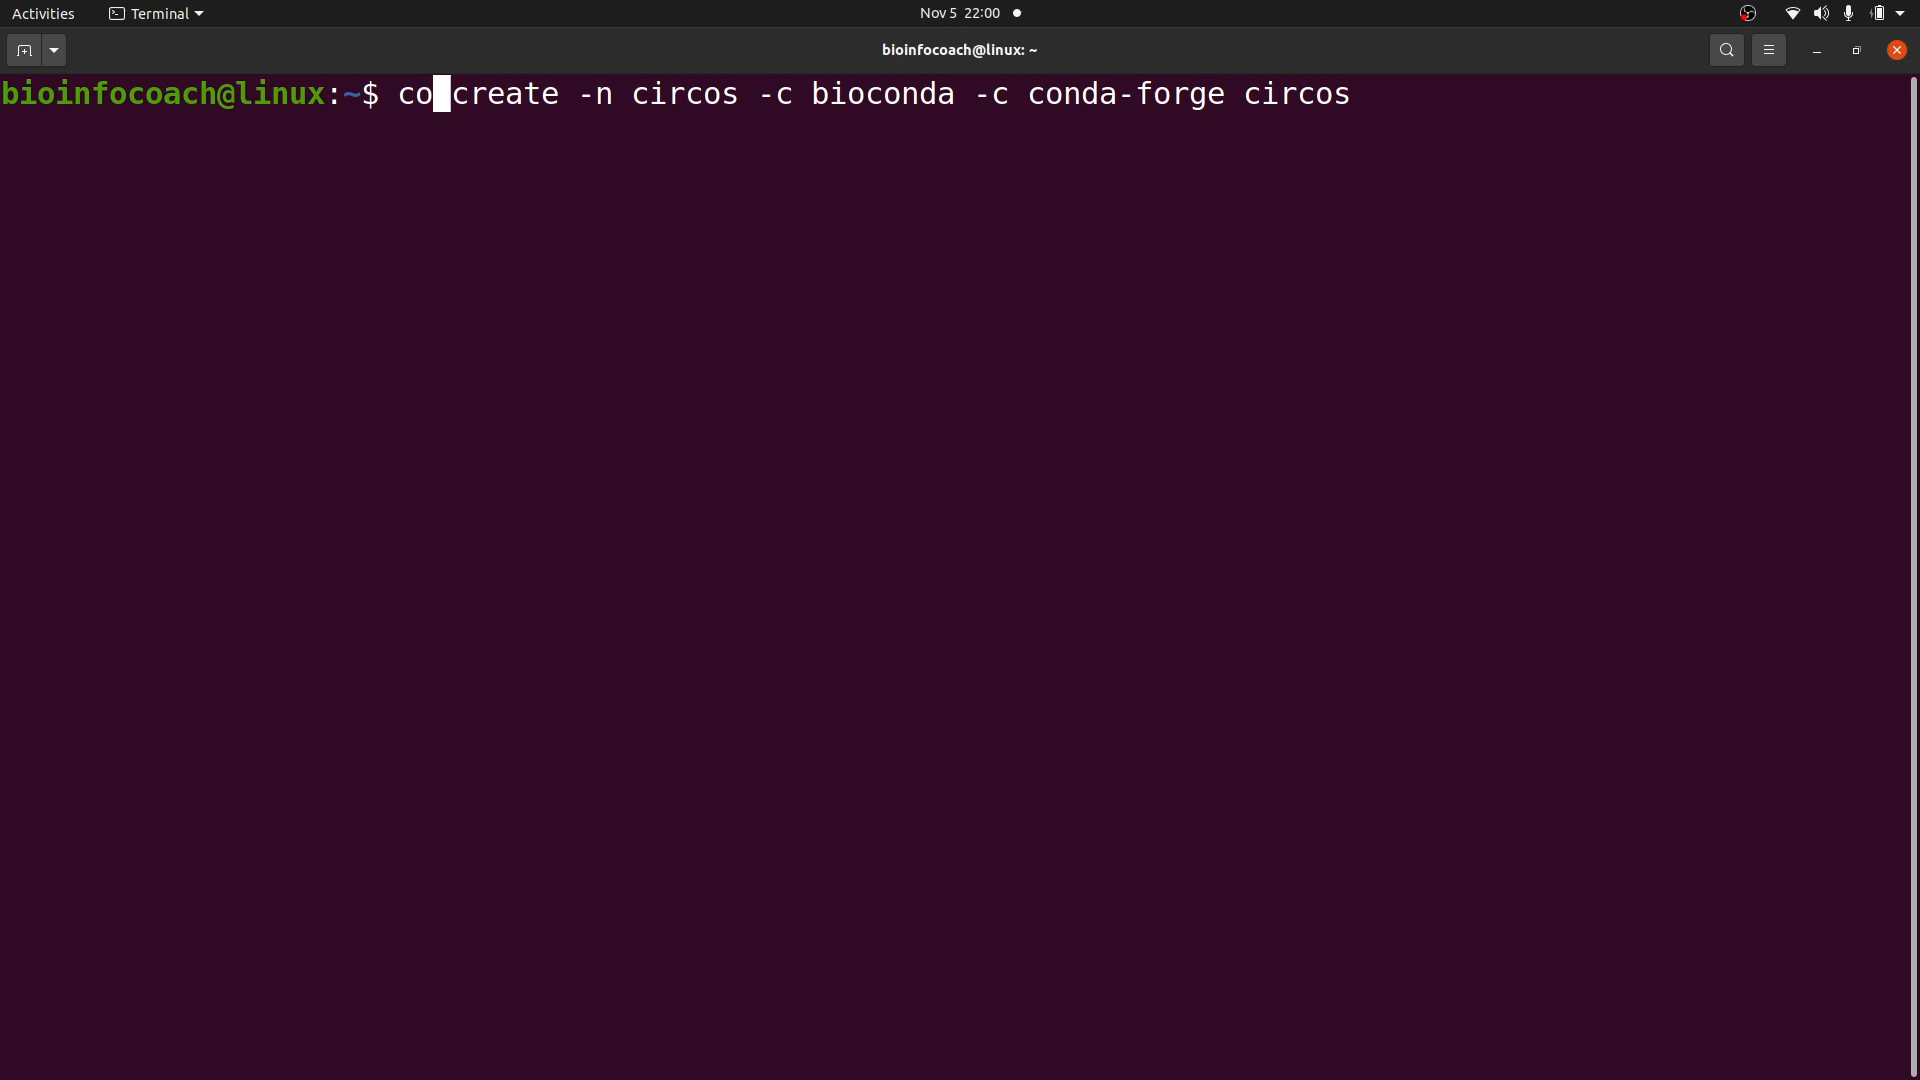 Activities Terminal Nov 5 22:00
bioinfocoach@linux: ~
bioinfocoach@linux:~$ co create -n circos -c bioconda -c conda-forge circos